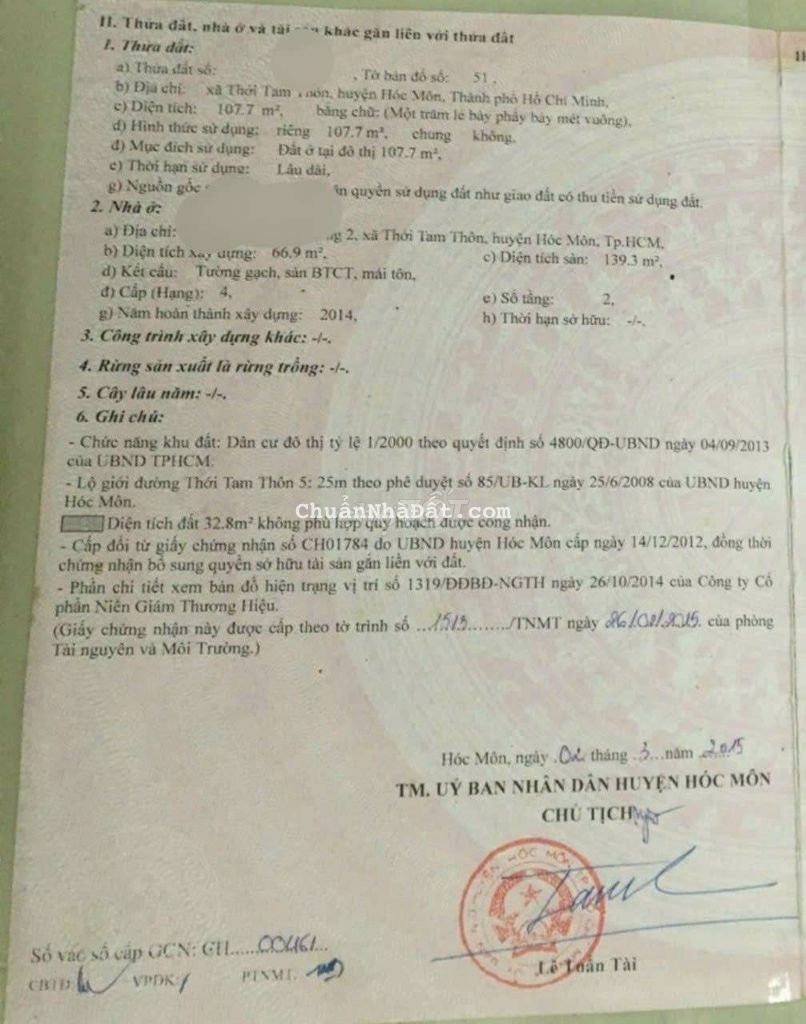 II. Thửa đất, nhà ở và tài sản khác gắn liền với thửa đất
1. Thửa đất:
a) Thửa đất số: , Tờ bản đồ số: 51 ,
b) Địa chỉ: xã Thới Tam Thôn, huyện Hóc Môn, Thành phố Hồ Chí Minh,
c) Diện tích: 107.7 m², bằng chữ: (Một trăm lẻ bảy phẩy bảy mét vuông),
d) Hình thức sử dụng: riêng 107.7 m², chung không,
đ) Mục đích sử dụng: Đất ở tại đô thị 107.7 m²,
e) Thời hạn sử dụng: Lâu dài,
g) Nguồn gốc quyền sử dụng đất như giao đất có thu tiền sử dụng đất.
2. Nhà ở:
a) Địa chỉ: 2, xã Thới Tam Thôn, huyện Hóc Môn, Tp.HCM,
b) Diện tích xây dựng: 66.9 m², c) Diện tích sàn: 139.3 m²,
d) Kết cấu: Tường gạch, sàn BTCT, mái tôn,
đ) Cấp (Hạng): 4, e) Số tầng: 2,
g) Năm hoàn thành xây dựng: 2014, h) Thời hạn sở hữu: -/-,
3. Công trình xây dựng khác: -/-.
4. Rừng sản xuất là rừng trồng: -/-.
5. Cây lâu năm: -/-.
6. Ghi chú:
- Chức năng khu đất: Dân cư đô thị tỷ lệ 1/2000 theo quyết định số 4800/QĐ-UBND ngày 04/09/2013
của UBND TPHCM.
- Lộ giới đường Thới Tam Thôn 5: 25m theo phê duyệt số 85/UB-KL ngày 25/6/2008 của UBND huyện
Hóc Môn.
ChuẩnNhàĐất.com
Diện tích đất 32.8m² không phù hợp quy hoạch được công nhận.
- Cấp đổi từ giấy chứng nhận số CH01784 do UBND huyện Hóc Môn cấp ngày 14/12/2012, đồng thời
chứng nhận bổ sung quyền sở hữu tài sản gắn liền với đất.
- Phần chi tiết xem bản đồ hiện trạng vị trí số 1319/ĐĐBĐ-NGTH ngày 26/10/2014 của Công ty Cổ
phần Niên Giám Thương Hiệu.
(Giấy chứng nhận này được cấp theo tờ trình số ..1513......../TNMT ngày 26/02/2015. của phòng
Tài nguyên và Môi Trường.)
Hóc Môn, ngày .02 tháng .3...năm ..2015
TM. UỶ BAN NHÂN DÂN HUYỆN HÓC MÔN
CHỦ TỊCH
Lê Tuấn Tài
Số vào sổ cấp GCN: CH.....00461....
CBTĐ VPĐK PTNMT